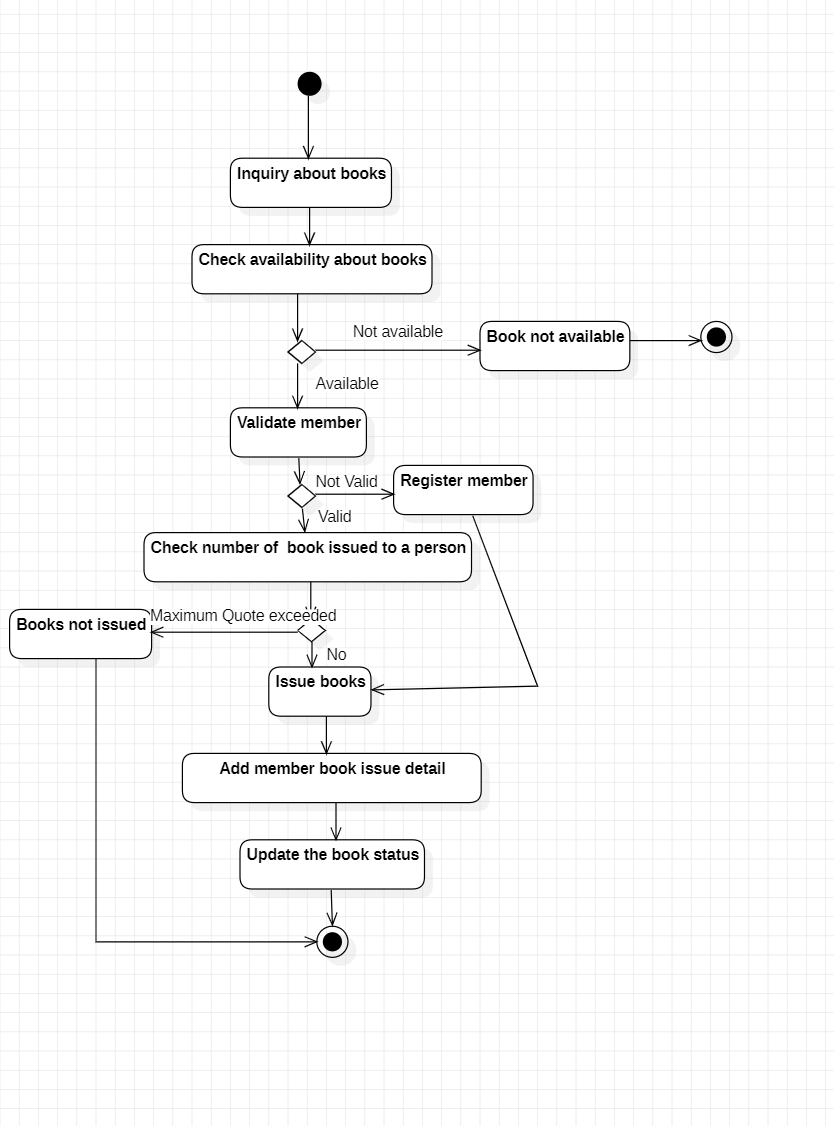 Inquiry about books
Check availability about books
Not available
Book not available
Available
Validate member
Not Valid
Register member
Valid
Check number of  book issued to a person
Maximum Quote exceeded
Books not issued
No
Issue books
Add member book issue detail
Update the book status